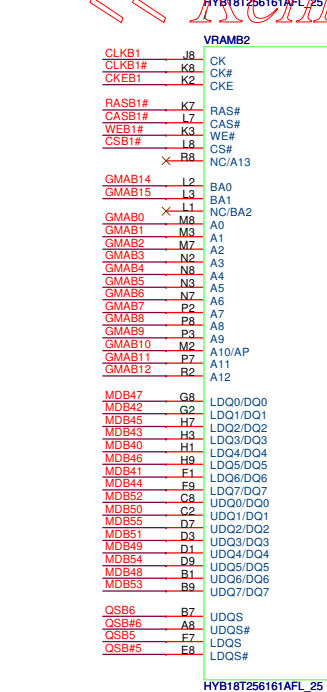 HYB18T256161AFL_25
VRAMB2
CLKB1 J8 CK
CLKB1# K8 CK#
CKEB1 K2 CKE
RASB1# K7 RAS#
CASB1# L7 CAS#
WEB1# K3 WE#
CSB1# L8 CS#
R8 NC/A13
GMAB14 L2 BA0
GMAB15 L3 BA1
L1 NC/BA2
GMAB0 M8 A0
GMAB1 M3 A1
GMAB2 M7 A2
GMAB3 N2 A3
GMAB4 N8 A4
GMAB5 N3 A5
GMAB6 N7 A6
GMAB7 P2 A7
GMAB8 P8 A8
GMAB9 P3 A9
GMAB10 M2 A10/AP
GMAB11 P7 A11
GMAB12 R2 A12
MDB47 G8 LDQ0/DQ0
MDB42 G2 LDQ1/DQ1
MDB45 H7 LDQ2/DQ2
MDB43 H3 LDQ3/DQ3
MDB40 H1 LDQ4/DQ4
MDB46 H9 LDQ5/DQ5
MDB41 F1 LDQ6/DQ6
MDB44 F9 LDQ7/DQ7
MDB52 C8 UDQ0/DQ0
MDB50 C2 UDQ1/DQ1
MDB55 D7 UDQ2/DQ2
MDB51 D3 UDQ3/DQ3
MDB49 D1 UDQ4/DQ4
MDB54 D9 UDQ5/DQ5
MDB48 B1 UDQ6/DQ6
MDB53 B9 UDQ7/DQ7
QSB6 B7 UDQS
QSB#6 A8 UDQS#
QSB5 F7 LDQS
QSB#5 E8 LDQS#
HYB18T256161AFL_25